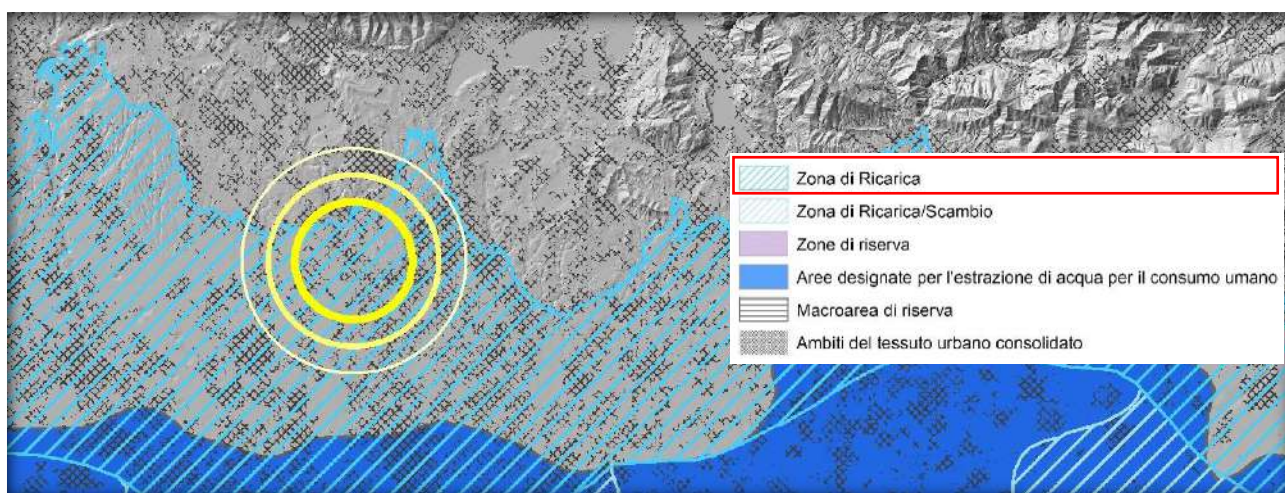 Zona di Ricarica
Zona di Ricarica/Scambio
Zone di riserva
Aree designate per l'estrazione di acqua per il consumo umano
Macroarea di riserva
Ambiti del tessuto urbano consolidato